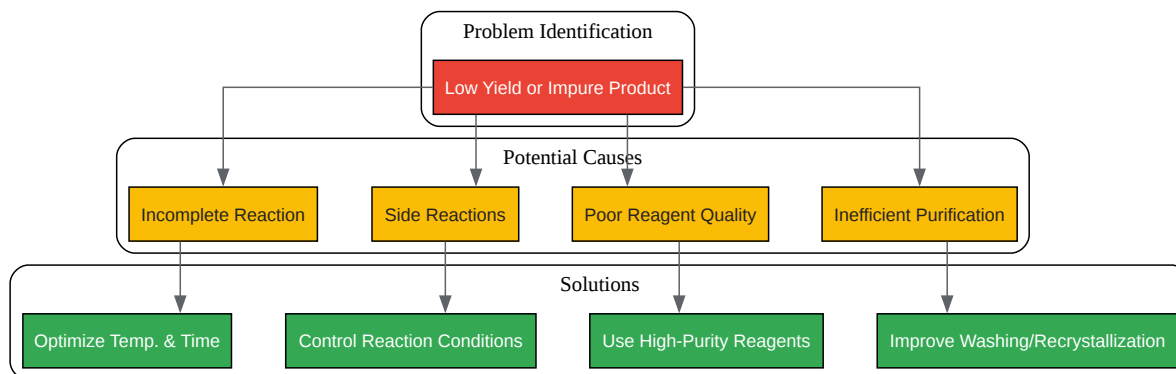 Problem Identification
Low Yield or Impure Product
Potential Causes
Incomplete Reaction
Side Reactions
Poor Reagent Quality
Inefficient Purification
Solutions
Optimize Temp. & Time
Control Reaction Conditions
Use High-Purity Reagents
Improve Washing/Recrystallization